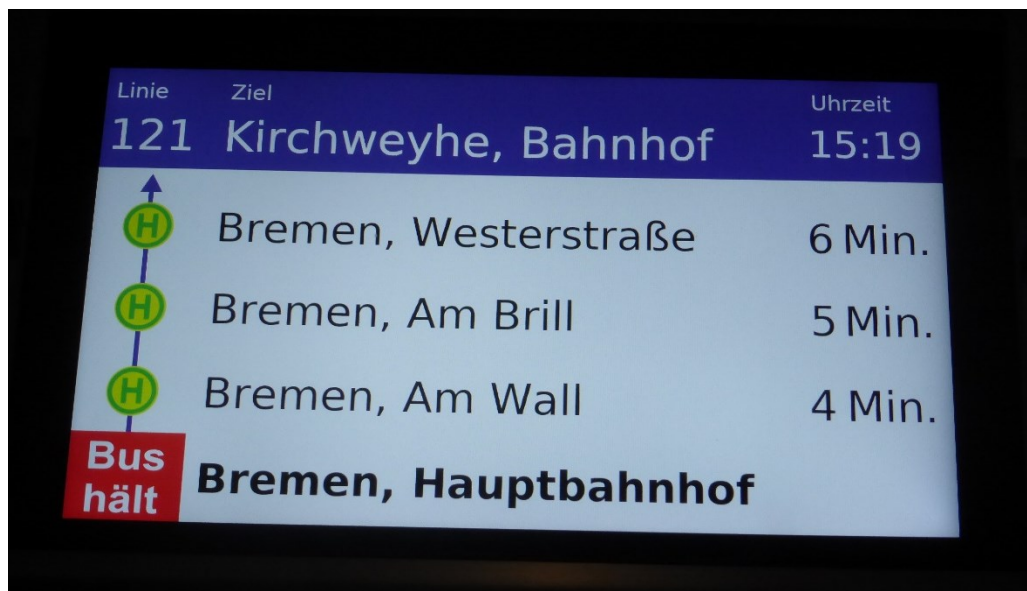 Linie Ziel Uhrzeit
121 Kirchweyhe, Bahnhof 15:19
H Bremen, Westerstraße 6 Min.
H Bremen, Am Brill 5 Min.
H Bremen, Am Wall 4 Min.
Bus hält Bremen, Hauptbahnhof